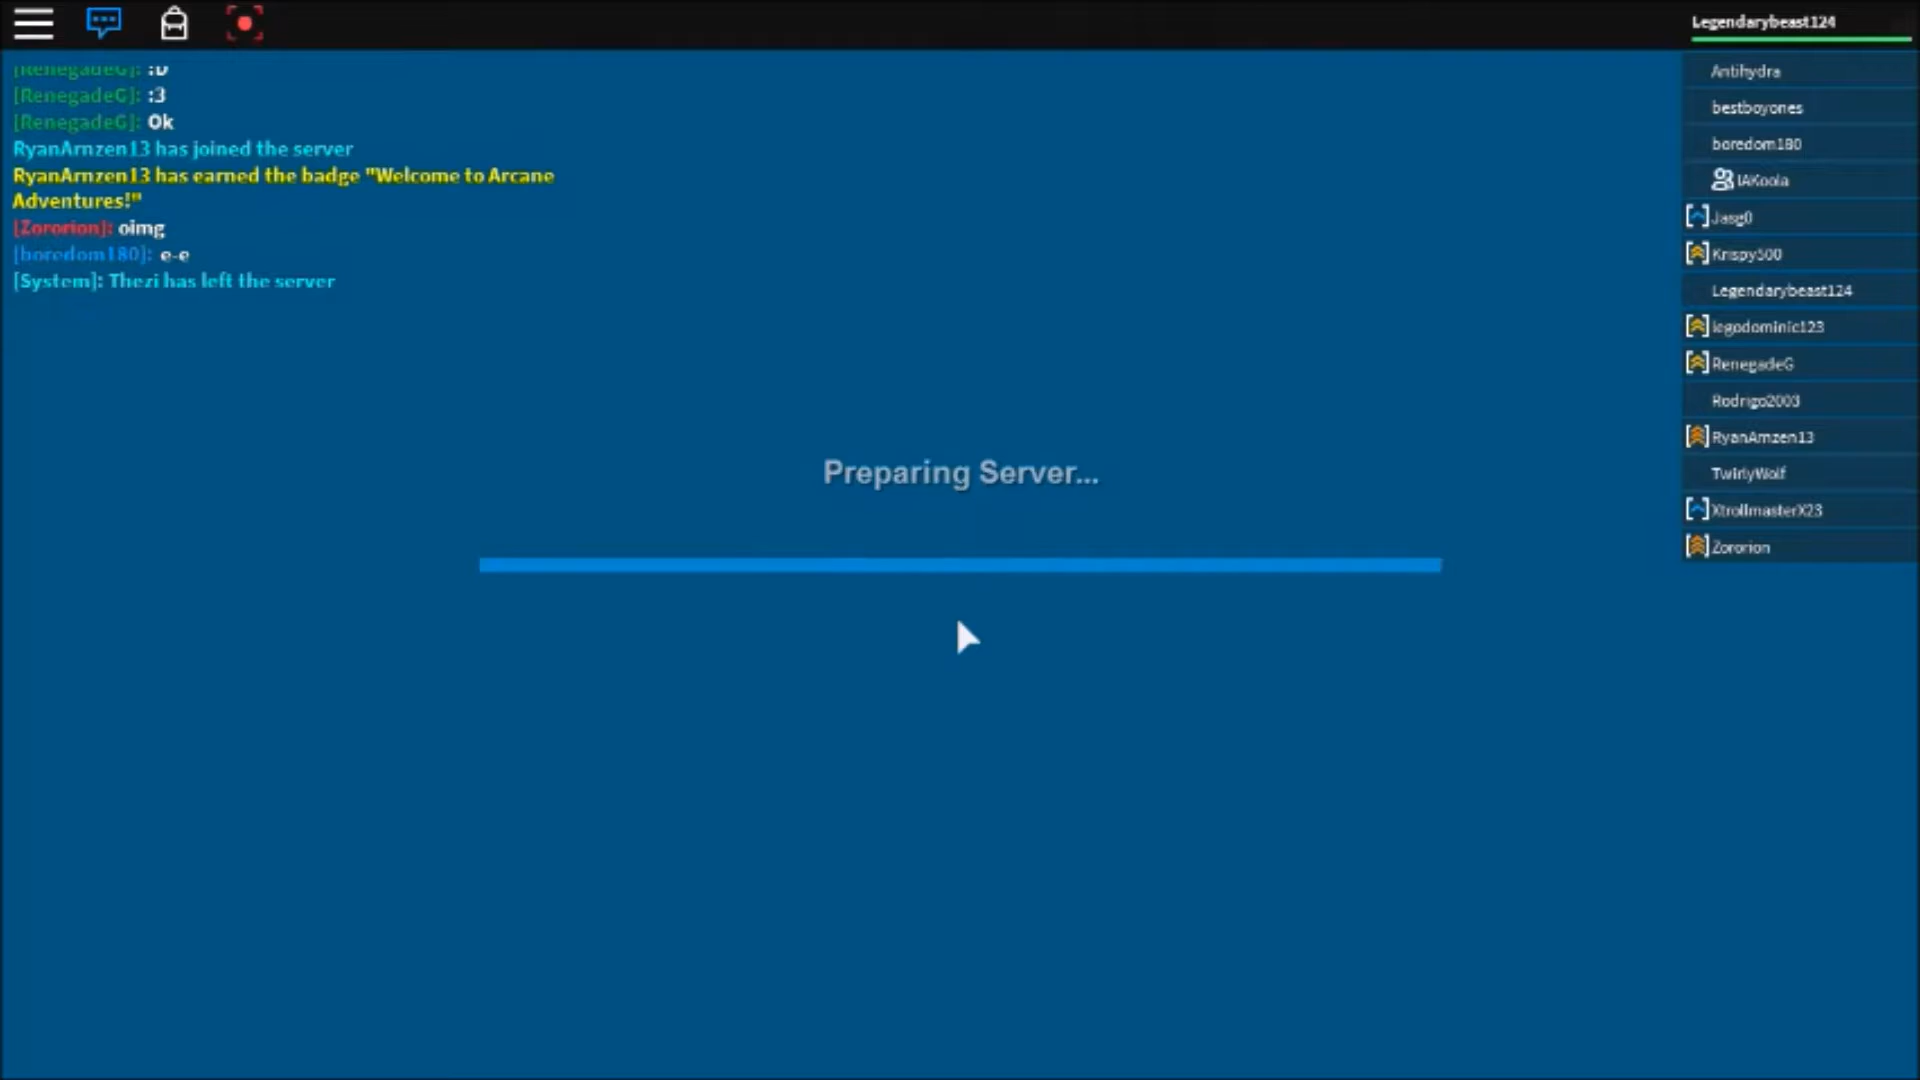 Legendarybeast124
[RenegadeG]: :D
[RenegadeG]: :3
[RenegadeG]: Ok
RyanArnzen13 has joined the server
RyanArnzen13 has earned the badge "Welcome to Arcane
Adventures!"
[Zororion]: oimg
[boredom180]: e-e
[System]: Thezi has left the server
Preparing Server...
Antihydra
bestboyones
boredom180
IAKoola
Jasg0
Krispy500
Legendarybeast124
legodominic123
RenegadeG
Rodrigo2003
RyanArnzen13
TwirlyWolf
XtrollmasterX23
Zororion